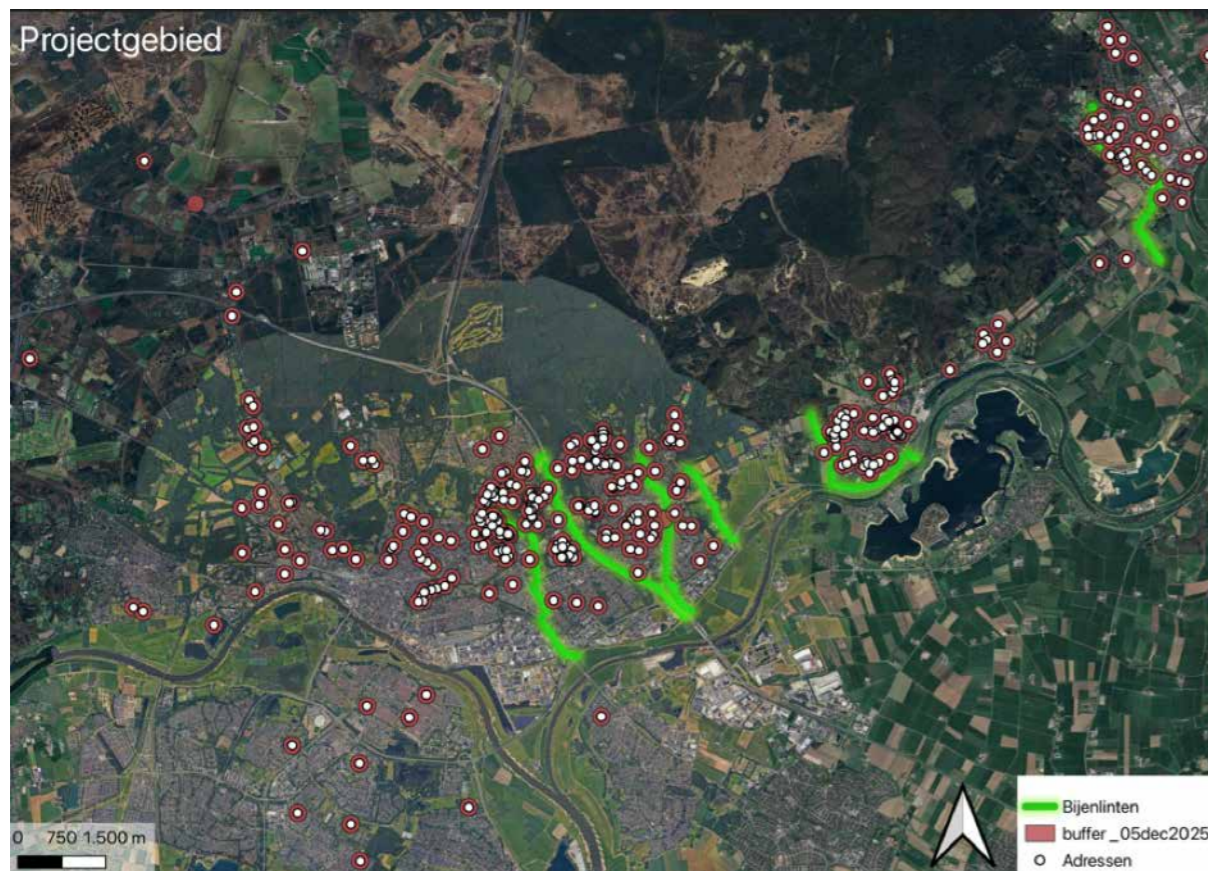 Projectgebied
Bijenlinten
buffer_05dec2025
Adressen
0 750 1.500 m